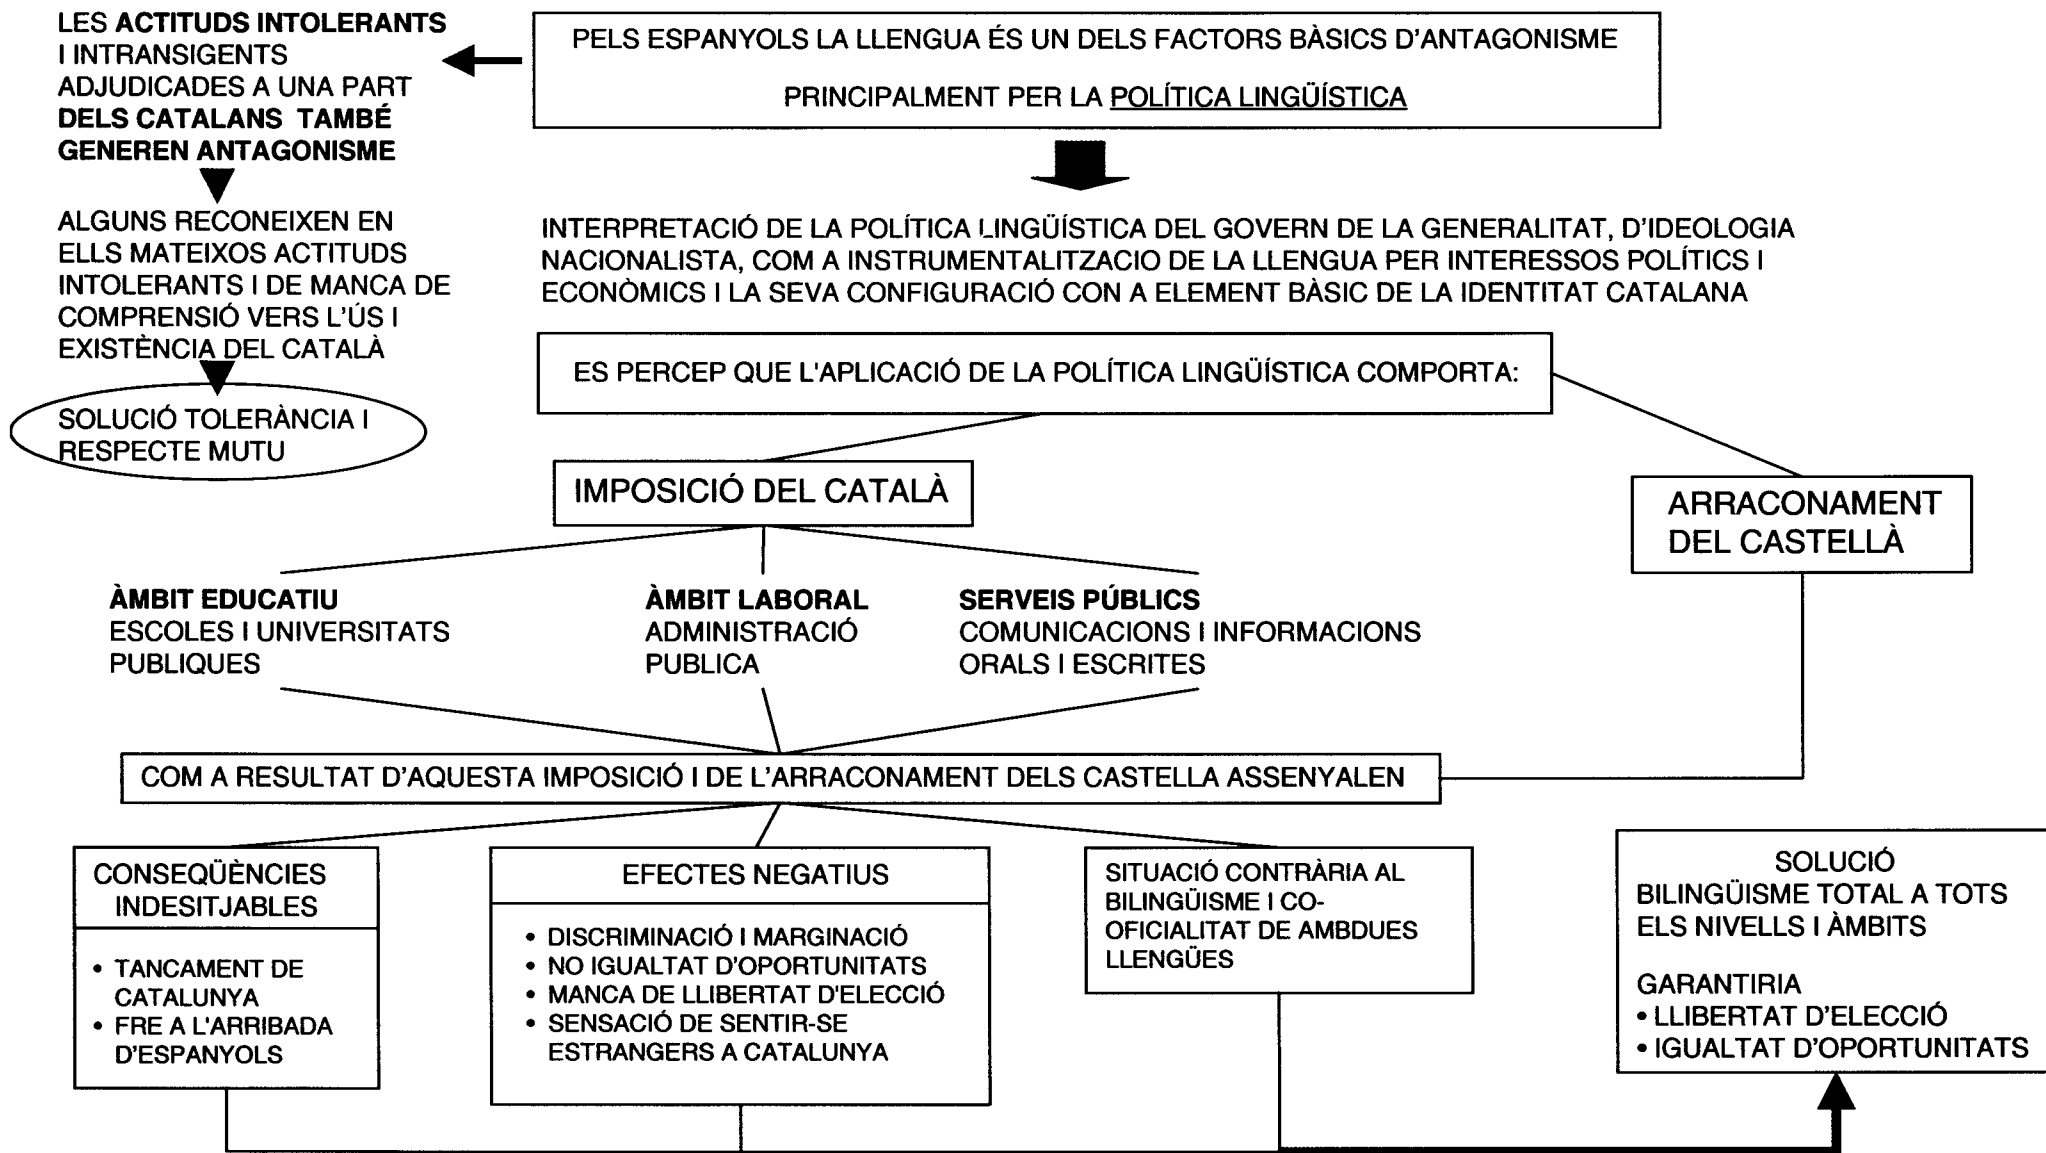 LES ACTITUDS INTOLERANTS
I INTRANSIGENTS
ADJUDICADES A UNA PART
DELS CATALANS TAMBÉ
GENEREN ANTAGONISME
ALGUNS RECONEIXEN EN
ELLS MATEIXOS ACTITUDS
INTOLERANTS I DE MANCA DE
COMPRENSIÓ VERS L'ÚS I
EXISTÈNCIA DEL CATALÀ
SOLUCIÓ TOLERÀNCIA I
RESPECTE MUTU
PELS ESPANYOLS LA LLENGUA ÉS UN DELS FACTORS BÀSICS D'ANTAGONISME
PRINCIPALMENT PER LA POLÍTICA LINGÜÍSTICA
INTERPRETACIÓ DE LA POLÍTICA LINGÜÍSTICA DEL GOVERN DE LA GENERALITAT, D'IDEOLOGIA
NACIONALISTA, COM A INSTRUMENTALITZACIO DE LA LLENGUA PER INTERESSOS POLÍTICS I
ECONÒMICS I LA SEVA CONFIGURACIÓ CON A ELEMENT BÀSIC DE LA IDENTITAT CATALANA
ES PERCEP QUE L'APLICACIÓ DE LA POLÍTICA LINGÜÍSTICA COMPORTA:
IMPOSICIÓ DEL CATALÀ
ARRACONAMENT
DEL CASTELLÀ
ÀMBIT EDUCATIU
ESCOLES I UNIVERSITATS
PUBLIQUES
ÀMBIT LABORAL
ADMINISTRACIÓ
PUBLICA
SERVEIS PÚBLICS
COMUNICACIONS I INFORMACIONS
ORALS I ESCRITES
COM A RESULTAT D'AQUESTA IMPOSICIÓ I DE L'ARRACONAMENT DELS CASTELLA ASSENYALEN
CONSEQÜÈNCIES
INDESITJABLES
• TANCAMENT DE
CATALUNYA
• FRE A L'ARRIBADA
D'ESPANYOLS
EFECTES NEGATIUS
• DISCRIMINACIÓ I MARGINACIÓ
• NO IGUALTAT D'OPORTUNITATS
• MANCA DE LLIBERTAT D'ELECCIÓ
• SENSACIÓ DE SENTIR-SE
ESTRANGERS A CATALUNYA
SITUACIÓ CONTRÀRIA AL
BILINGÜISME I CO-
OFICIALITAT DE AMBDUES
LLENGÜES
SOLUCIÓ
BILINGÜISME TOTAL A TOTS
ELS NIVELLS I ÀMBITS
GARANTIRIA
• LLIBERTAT D'ELECCIÓ
• IGUALTAT D'OPORTUNITATS